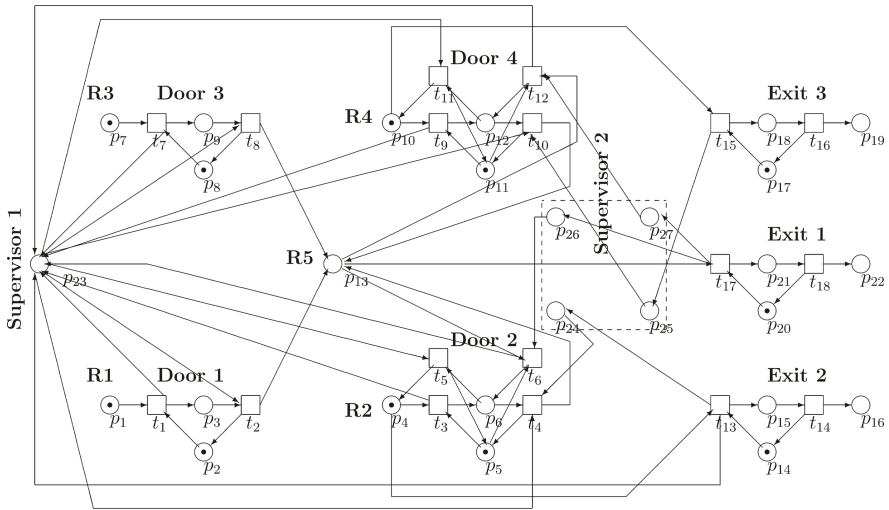 Door 4
R3
Door 3
R4
Exit 3
t11
t12
p7
t7
p9
t8
p10
t9
p12
t10
t15
p18
t16
p19
p8
p11
p17
Supervisor 1
Supervisor 2
p26
p27
R5
Exit 1
p23
p13
t17
p21
t18
p22
p24
p25
p20
Door 2
t5
t6
R1
Door 1
R2
Exit 2
p1
t1
p3
t2
p4
t3
p6
t4
t13
p15
t14
p16
p2
p5
p14